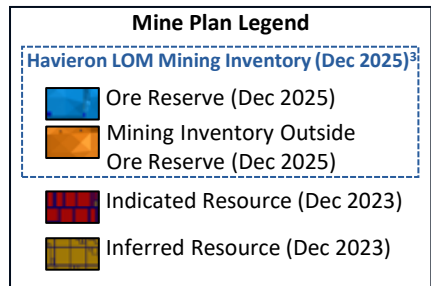 Mine Plan Legend
Havieron LOM Mining Inventory (Dec 2025)³
Ore Reserve (Dec 2025)
Mining Inventory Outside
Ore Reserve (Dec 2025)
Indicated Resource (Dec 2023)
Inferred Resource (Dec 2023)